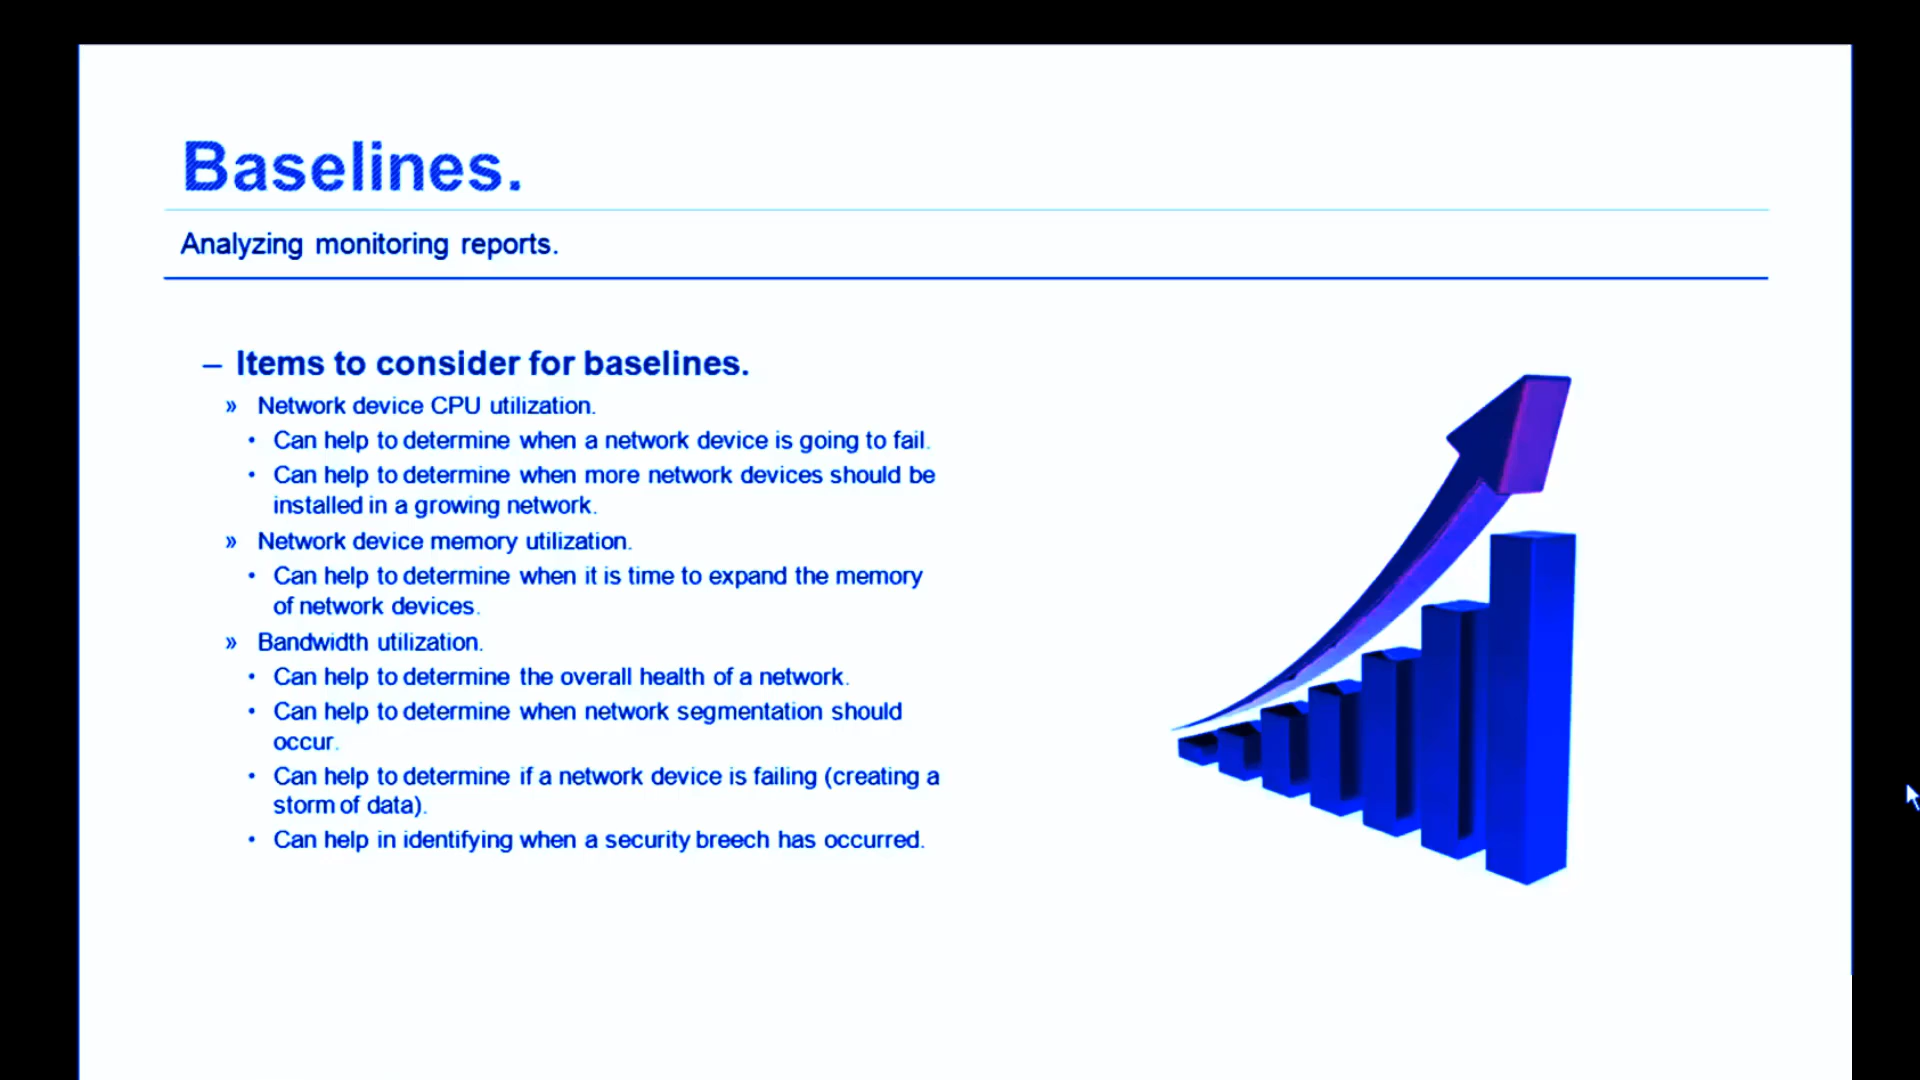 Baselines.
Analyzing monitoring reports.
– Items to consider for baselines.
» Network device CPU utilization.
• Can help to determine when a network device is going to fail.
• Can help to determine when more network devices should be
installed in a growing network.
» Network device memory utilization.
• Can help to determine when it is time to expand the memory
of network devices.
» Bandwidth utilization.
• Can help to determine the overall health of a network.
• Can help to determine when network segmentation should
occur.
• Can help to determine if a network device is failing (creating a
storm of data).
• Can help in identifying when a security breech has occurred.